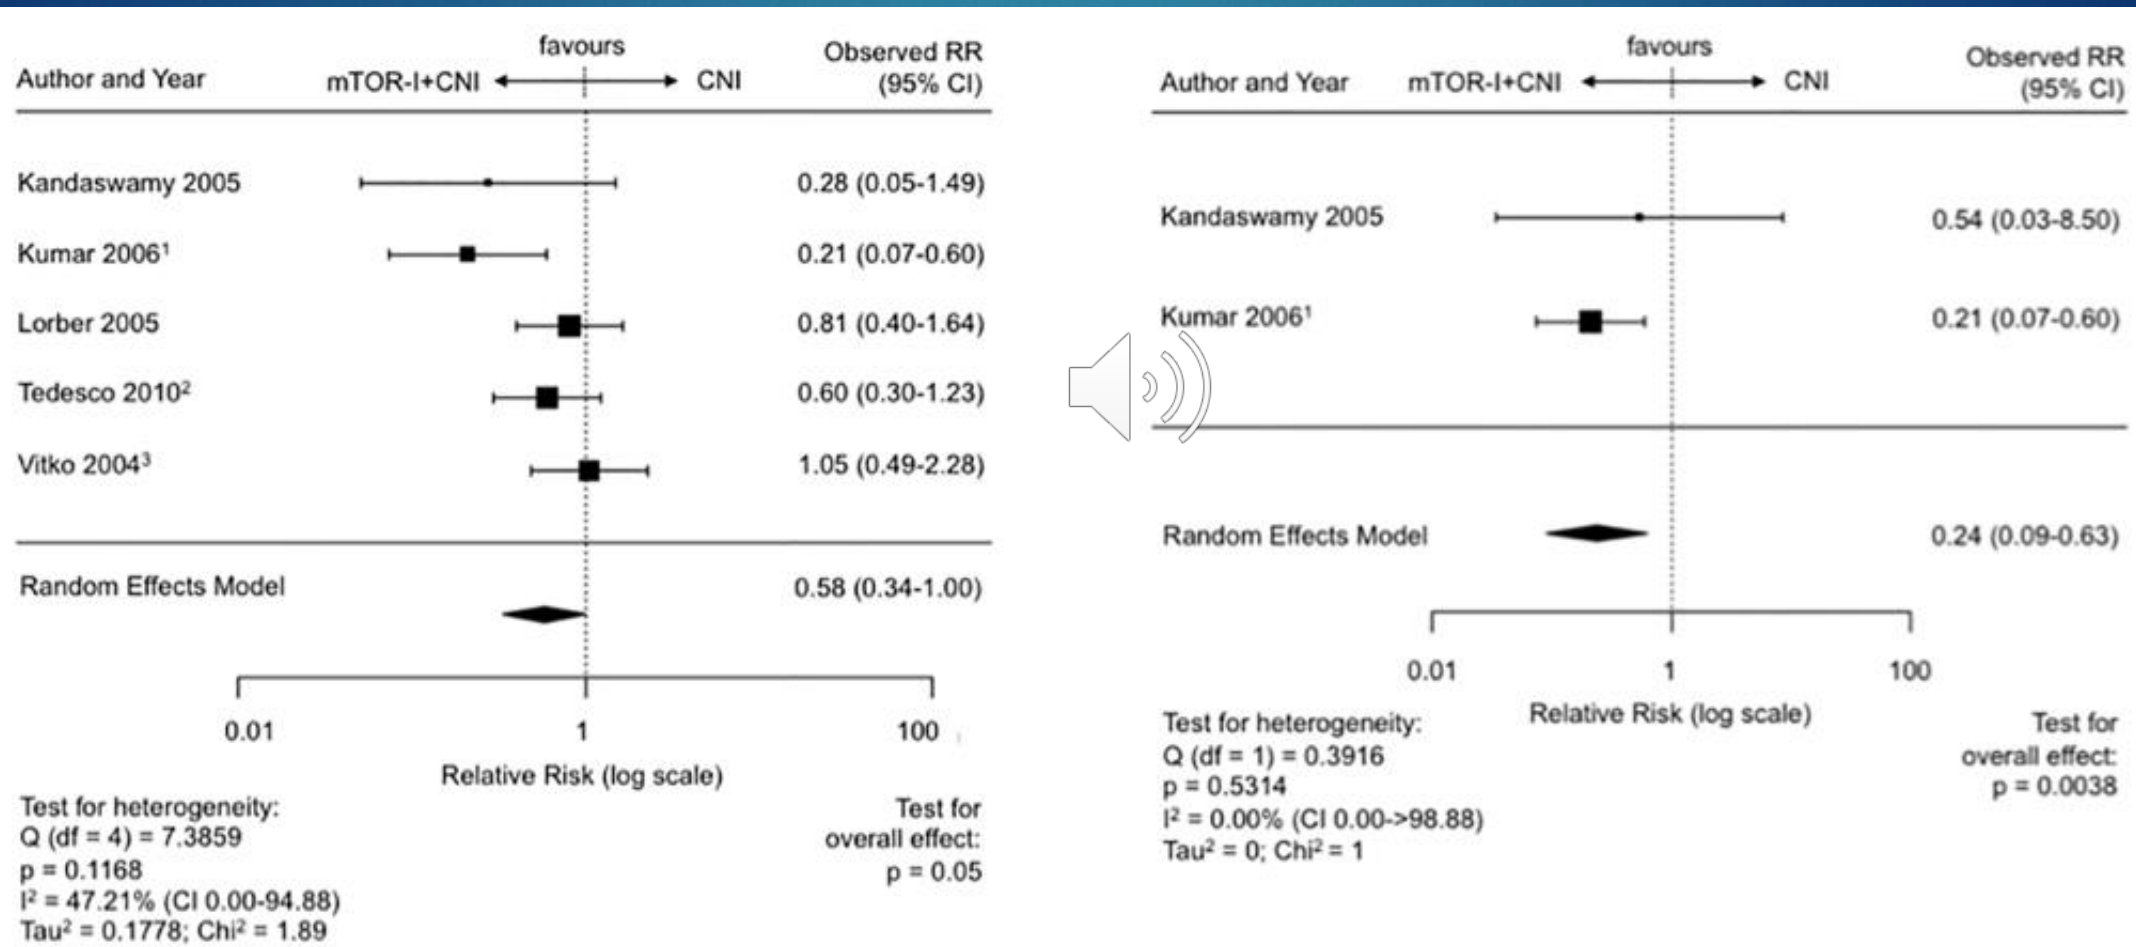 favours
Author and Year mTOR-I+CNI CNI Observed RR
(95% CI)
Kandaswamy 2005 0.28 (0.05-1.49)
Kumar 2006¹ 0.21 (0.07-0.60)
Lorber 2005 0.81 (0.40-1.64)
Tedesco 2010² 0.60 (0.30-1.23)
Vitko 2004³ 1.05 (0.49-2.28)
Random Effects Model 0.58 (0.34-1.00)
0.01 1 100
Relative Risk (log scale)
Test for heterogeneity:
Q (df = 4) = 7.3859
p = 0.1168
I² = 47.21% (CI 0.00-94.88)
Tau² = 0.1778; Chi² = 1.89
Test for
overall effect:
p = 0.05
favours
Author and Year mTOR-I+CNI CNI Observed RR
(95% CI)
Kandaswamy 2005 0.54 (0.03-8.50)
Kumar 2006¹ 0.21 (0.07-0.60)
Random Effects Model 0.24 (0.09-0.63)
0.01 1 100
Relative Risk (log scale)
Test for heterogeneity:
Q (df = 1) = 0.3916
p = 0.5314
I² = 0.00% (CI 0.00->98.88)
Tau² = 0; Chi² = 1
Test for
overall effect:
p = 0.0038